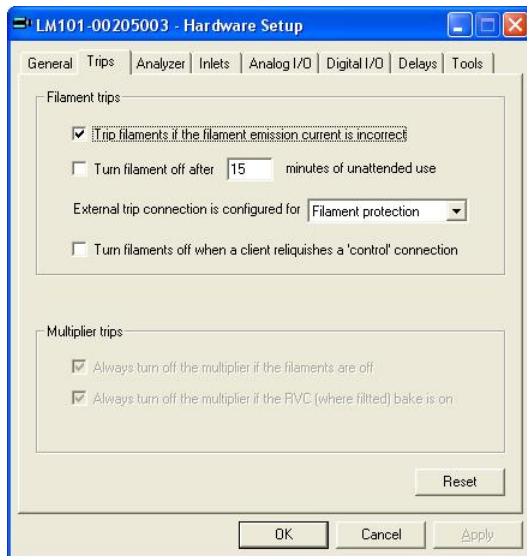 LM101-00205003 - Hardware Setup
General Trips Analyzer Inlets Analog I/O Digital I/O Delays Tools
Filament trips
Trip filaments if the filament emission current is incorrect
Turn filament off after 15 minutes of unattended use
External trip connection is configured for Filament protection
Turn filaments off when a client reliquishes a 'control' connection
Multiplier trips
Always turn off the multiplier if the filaments are off
Always turn off the multiplier if the RVC (where filtted) bake is on
Reset
OK Cancel Apply